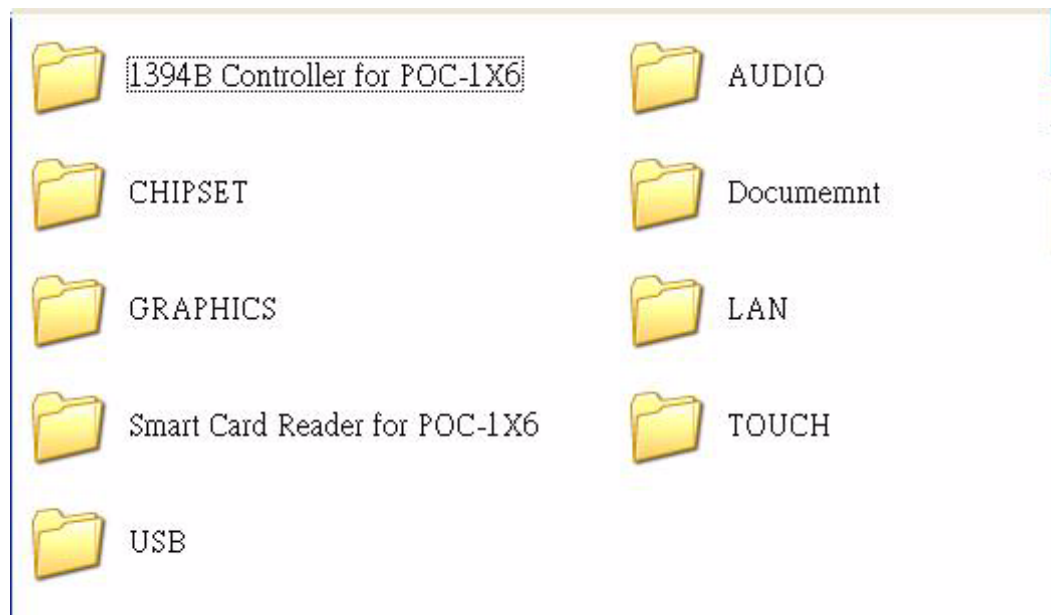 1394B Controller for POC-1X6
AUDIO
CHIPSET
Documemnt
GRAPHICS
LAN
Smart Card Reader for POC-1X6
TOUCH
USB